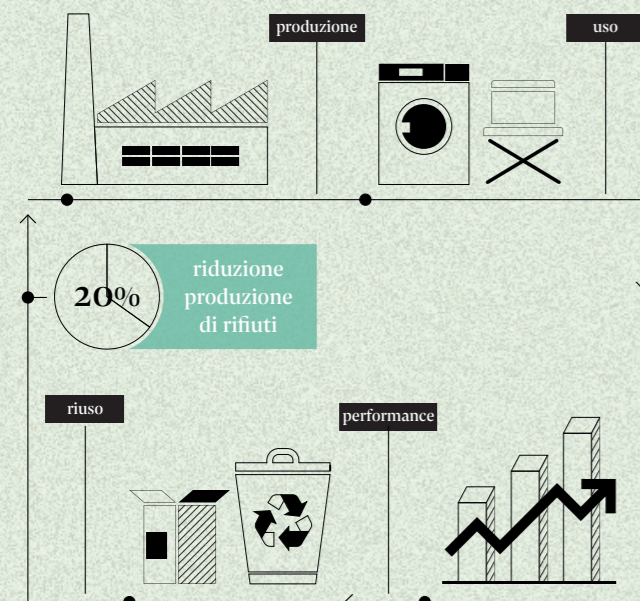 produzione
uso
20%
riduzione
produzione
di rifiuti
riuso
performance